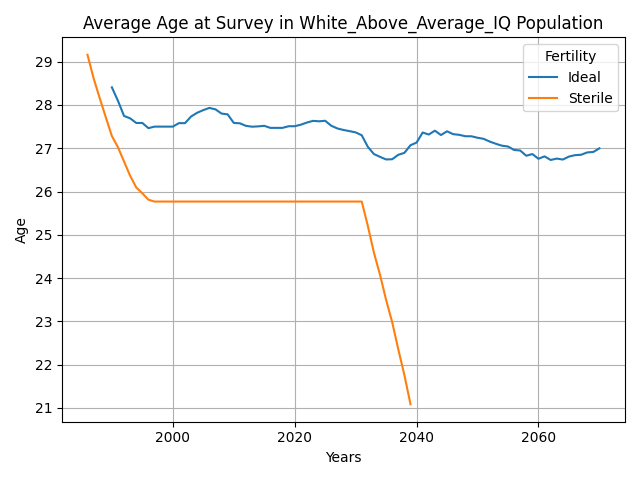 Average Age at Survey in White_Above_Average_IQ Population
Fertility
Ideal
Sterile
29
28
27
26
25
24
23
22
21
Age
2000 2020 2040 2060
Years